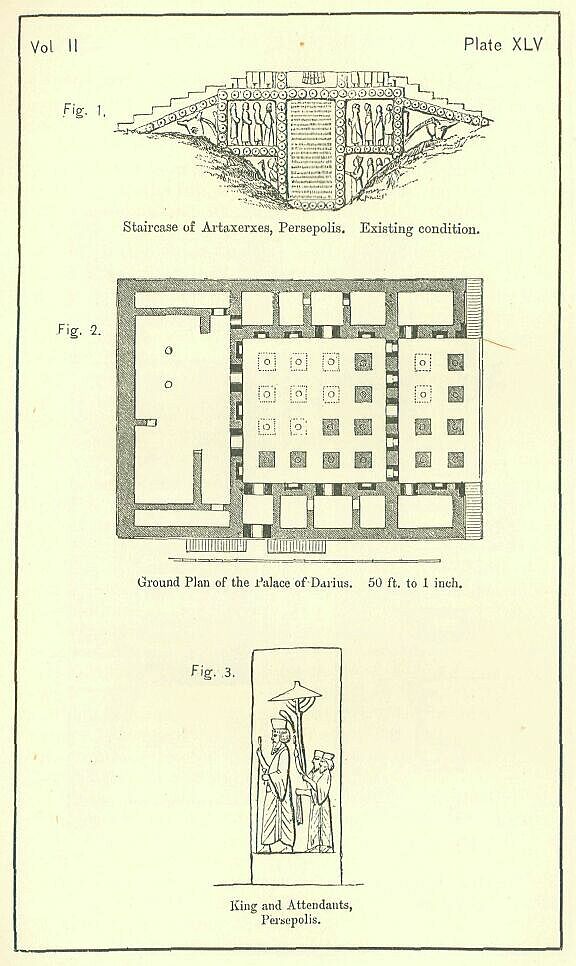 Vol II
Plate XLV
Fig. 1.
Staircase of Artaxerxes, Persepolis. Existing condition.
Fig. 2.
Ground Plan of the Palace of Darius. 50 ft. to 1 inch.
Fig. 3.
King and Attendants,
Persepolis.